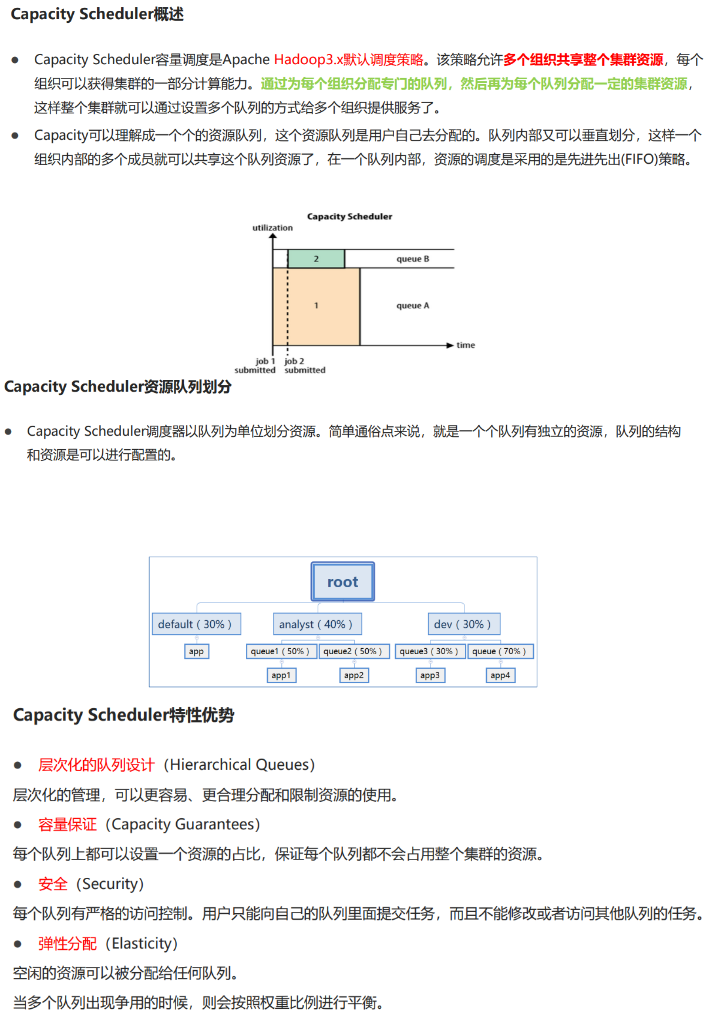 Capacity Scheduler概述
● Capacity Scheduler容量调度是Apache Hadoop3.x默认调度策略。该策略允许多个组织共享整个集群资源，每个
组织可以获得集群的一部分计算能力。通过为每个组织分配专门的队列，然后再为每个队列分配一定的集群资源，
这样整个集群就可以通过设置多个队列的方式给多个组织提供服务了。
● Capacity可以理解成一个个的资源队列，这个资源队列是用户自己去分配的。队列内部又可以垂直划分，这样一个
组织内部的多个成员就可以共享这个队列资源了，在一个队列内部，资源的调度是采用的是先进先出(FIFO)策略。
Capacity Scheduler
utilization
2
queue B
1
queue A
time
job 1 job 2
submitted submitted
Capacity Scheduler资源队列划分
● Capacity Scheduler调度器以队列为单位划分资源。简单通俗点来说，就是一个个队列有独立的资源，队列的结构
和资源是可以进行配置的。
root
default（30%） analyst（40%） dev（30%）
app queue1（50%） queue2（50%） queue3（30%） queue（70%）
app1 app2 app3 app4
Capacity Scheduler特性优势
● 层次化的队列设计（Hierarchical Queues）
层次化的管理，可以更容易、更合理分配和限制资源的使用。
● 容量保证（Capacity Guarantees）
每个队列上都可以设置一个资源的占比，保证每个队列都不会占用整个集群的资源。
● 安全（Security）
每个队列有严格的访问控制。用户只能向自己的队列里面提交任务，而且不能修改或者访问其他队列的任务。
● 弹性分配（Elasticity）
空闲的资源可以被分配给任何队列。
当多个队列出现争用的时候，则会按照权重比例进行平衡。